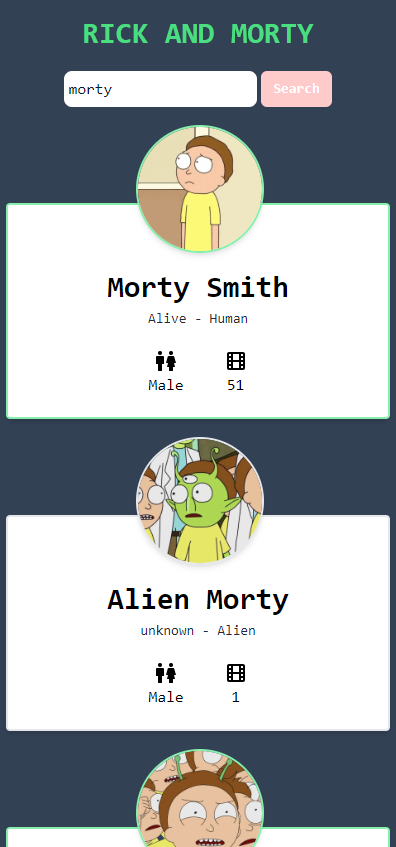 RICK AND MORTY
morty
Search
Morty Smith
Alive - Human
Male
51
Alien Morty
unknown - Alien
Male
1